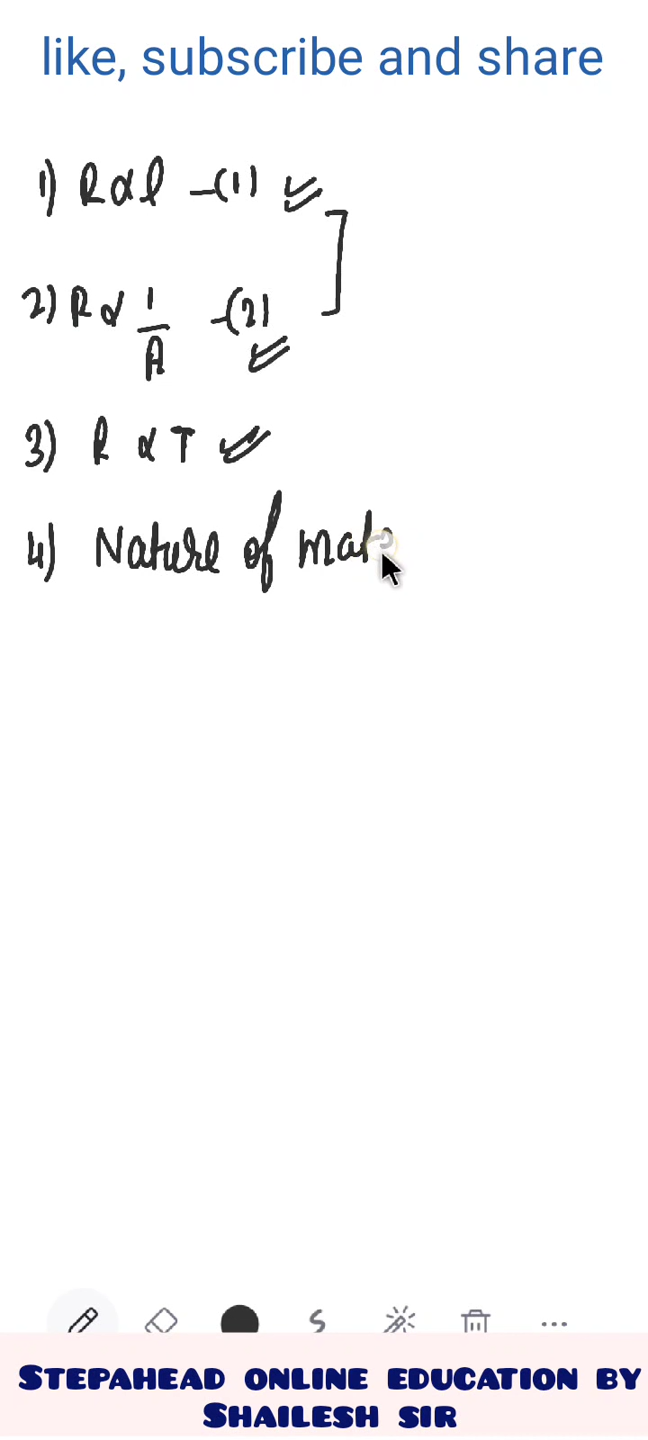 like, subscribe and share
1) R α l -(1)
2) R α 1/A -(2)
3) R α T
4) Nature of mate
STEPAHEAD ONLINE EDUCATION BY
SHAILESH SIR